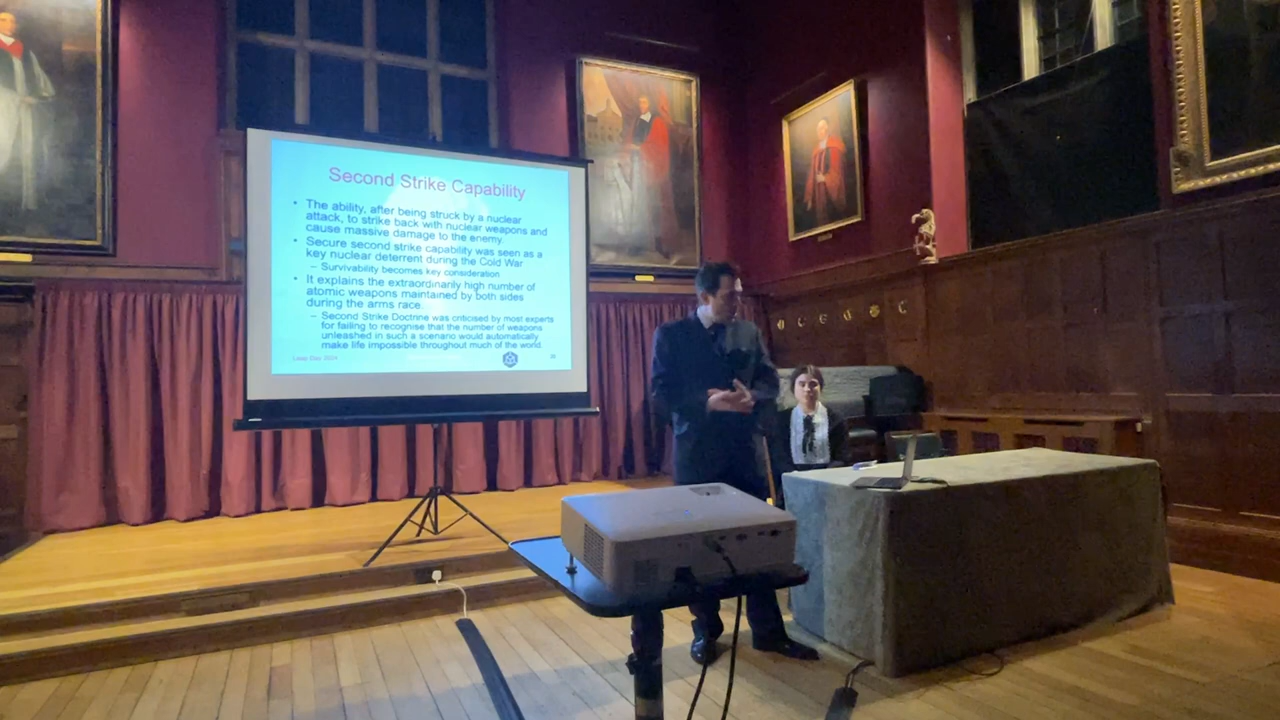 Second Strike Capability
• The ability, after being struck by a nuclear
attack, to strike back with nuclear weapons and
cause massive damage to the enemy.
• Secure second strike capability was seen as a
key nuclear deterrent during the Cold War
– Survivability becomes key consideration
• It explains the extraordinarily high number of
atomic weapons maintained by both sides
during the arms race.
– Second Strike Doctrine was criticised by most experts
for failing to recognise that the number of weapons
unleashed in such a scenario would automatically
make life impossible throughout much of the world.
Leap Day 2024